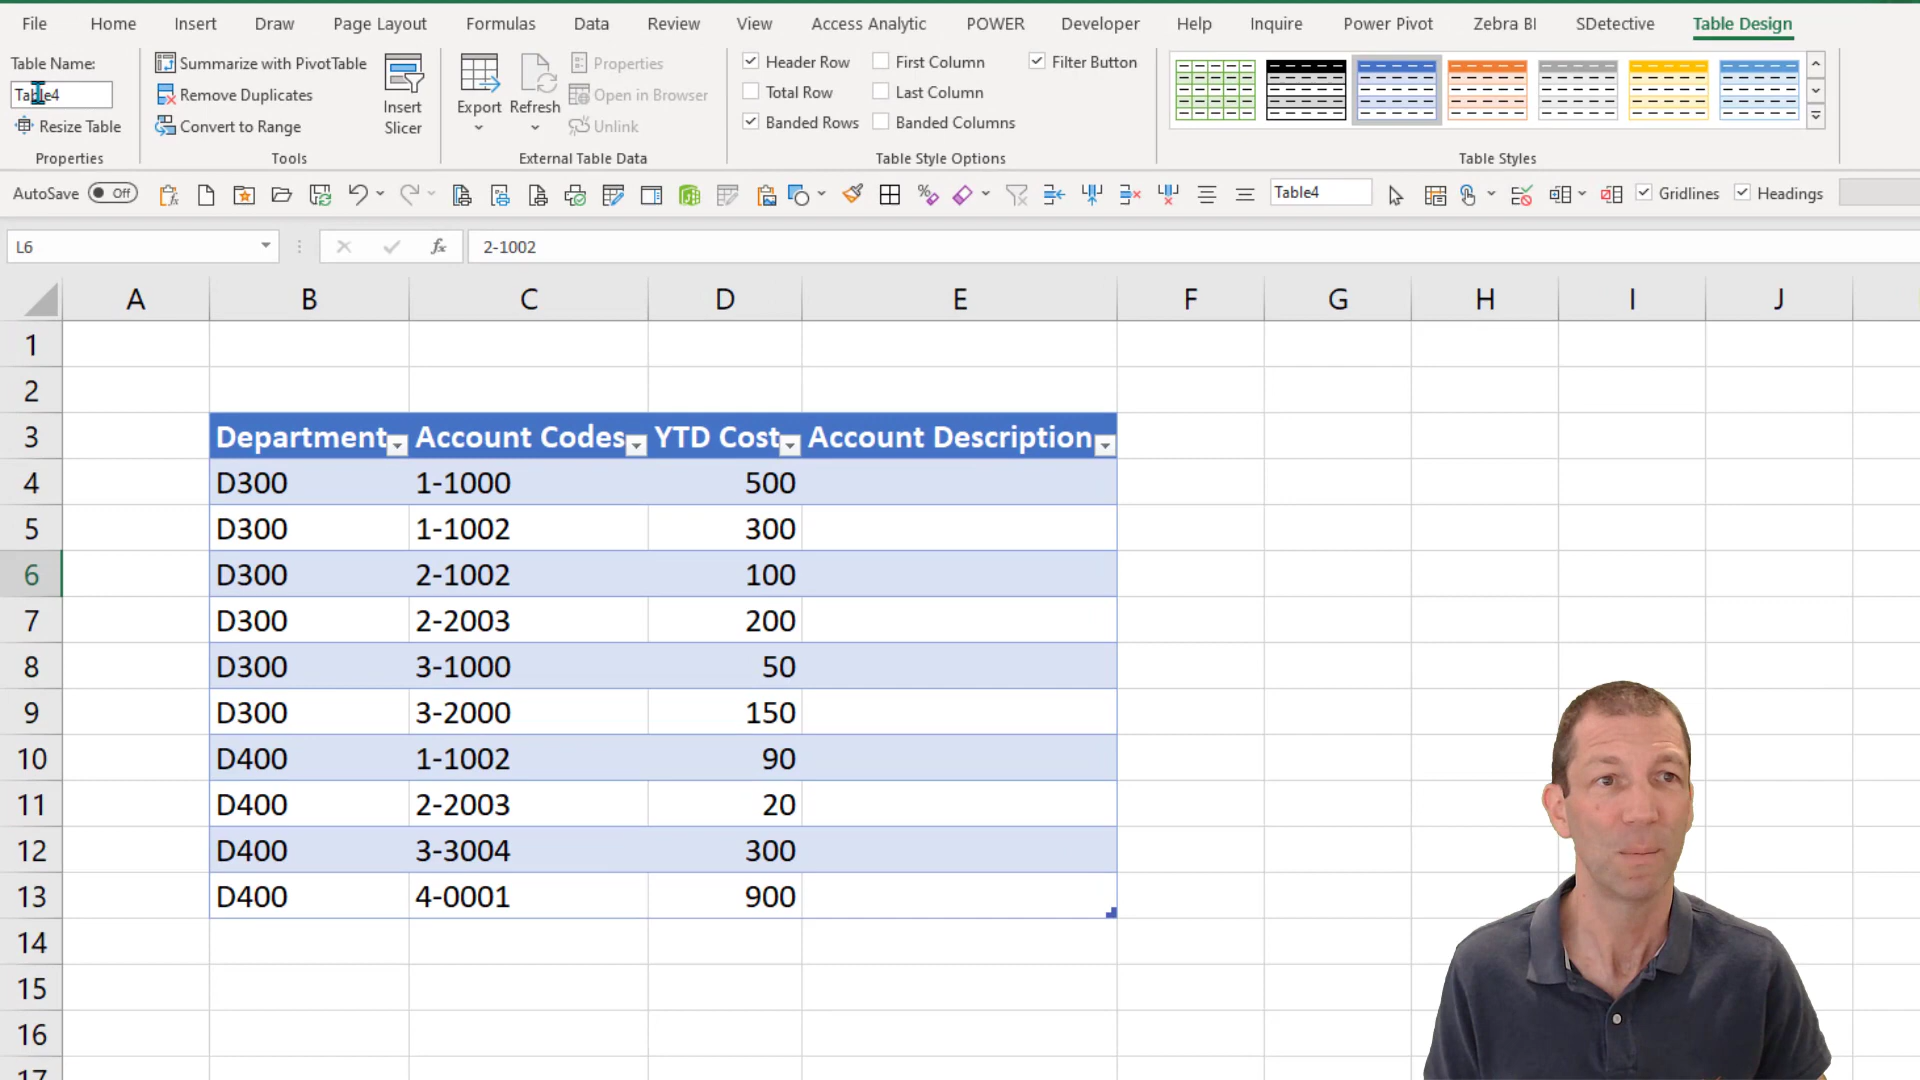 File Home Insert Draw Page Layout Formulas Data Review View Access Analytic POWER Developer Help Inquire Power Pivot Zebra BI SDetective Table Design
Table Name:
Table4
Resize Table
Properties
Summarize with PivotTable
Remove Duplicates
Convert to Range
Insert
Slicer
Tools
Export
Refresh
Properties
Open in Browser
Unlink
External Table Data
Header Row
First Column
Filter Button
Total Row
Last Column
Banded Rows
Banded Columns
Table Style Options
Table Styles
AutoSave Off Table4 Gridlines Headings
L6 fx 2-1002
A B C D E F G H I J
1
2
3 Department Account Codes YTD Cost Account Description
4 D300 1-1000 500
5 D300 1-1002 300
6 D300 2-1002 100
7 D300 2-2003 200
8 D300 3-1000 50
9 D300 3-2000 150
10 D400 1-1002 90
11 D400 2-2003 20
12 D400 3-3004 300
13 D400 4-0001 900
14
15
16
17